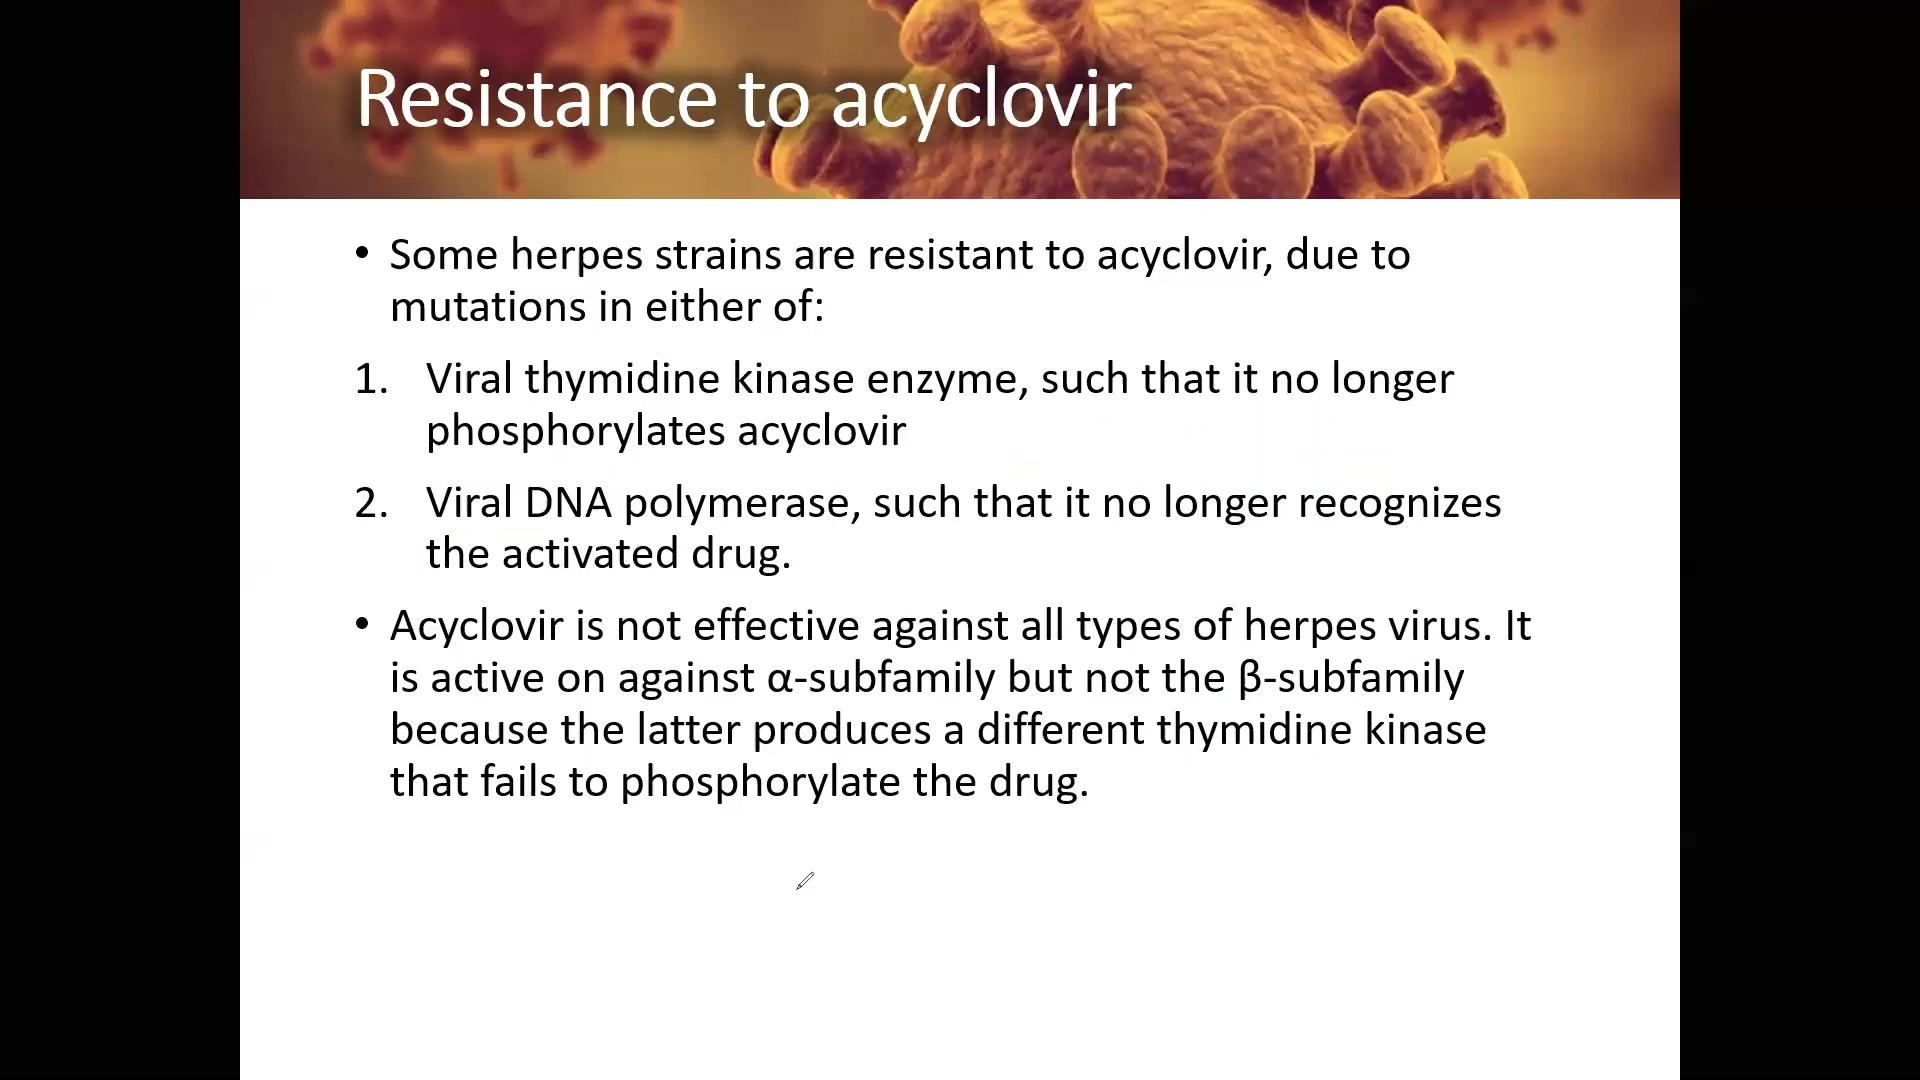 Resistance to acyclovir
• Some herpes strains are resistant to acyclovir, due to
mutations in either of:
1. Viral thymidine kinase enzyme, such that it no longer
phosphorylates acyclovir
2. Viral DNA polymerase, such that it no longer recognizes
the activated drug.
• Acyclovir is not effective against all types of herpes virus. It
is active on against α-subfamily but not the β-subfamily
because the latter produces a different thymidine kinase
that fails to phosphorylate the drug.